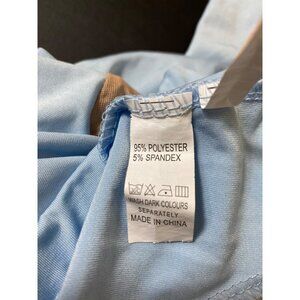 95% POLYESTER
5% SPANDEX
WASH DARK COLOURS
SEPARATELY
MADE IN CHINA